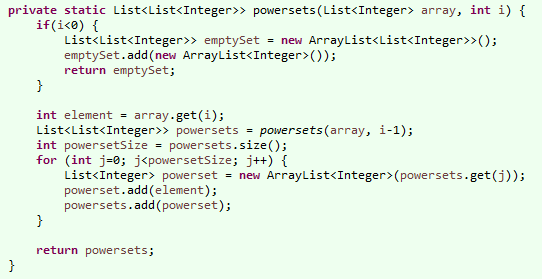 private static List<List<Integer>> powersets(List<Integer> array, int i) {
    if(i<0) {
        List<List<Integer>> emptySet = new ArrayList<List<Integer>>();
        emptySet.add(new ArrayList<Integer>());
        return emptySet;
    }

    int element = array.get(i);
    List<List<Integer>> powersets = powersets(array, i-1);
    int powersetSize = powersets.size();
    for (int j=0; j<powersetSize; j++) {
        List<Integer> powerset = new ArrayList<Integer>(powersets.get(j));
        powerset.add(element);
        powersets.add(powerset);
    }

    return powersets;
}